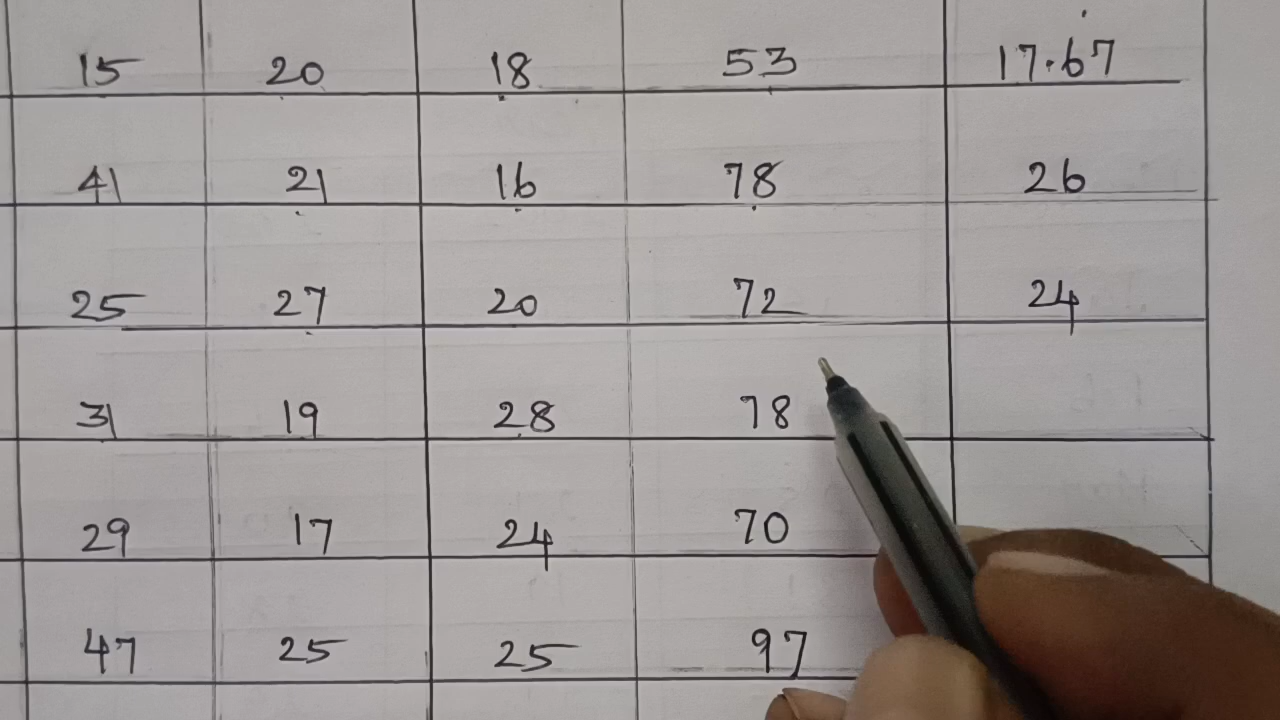 15 20 18 53 17.67
41 21 16 78 26
25 27 20 72 24
31 19 28 78
29 17 24 70
47 25 25 97